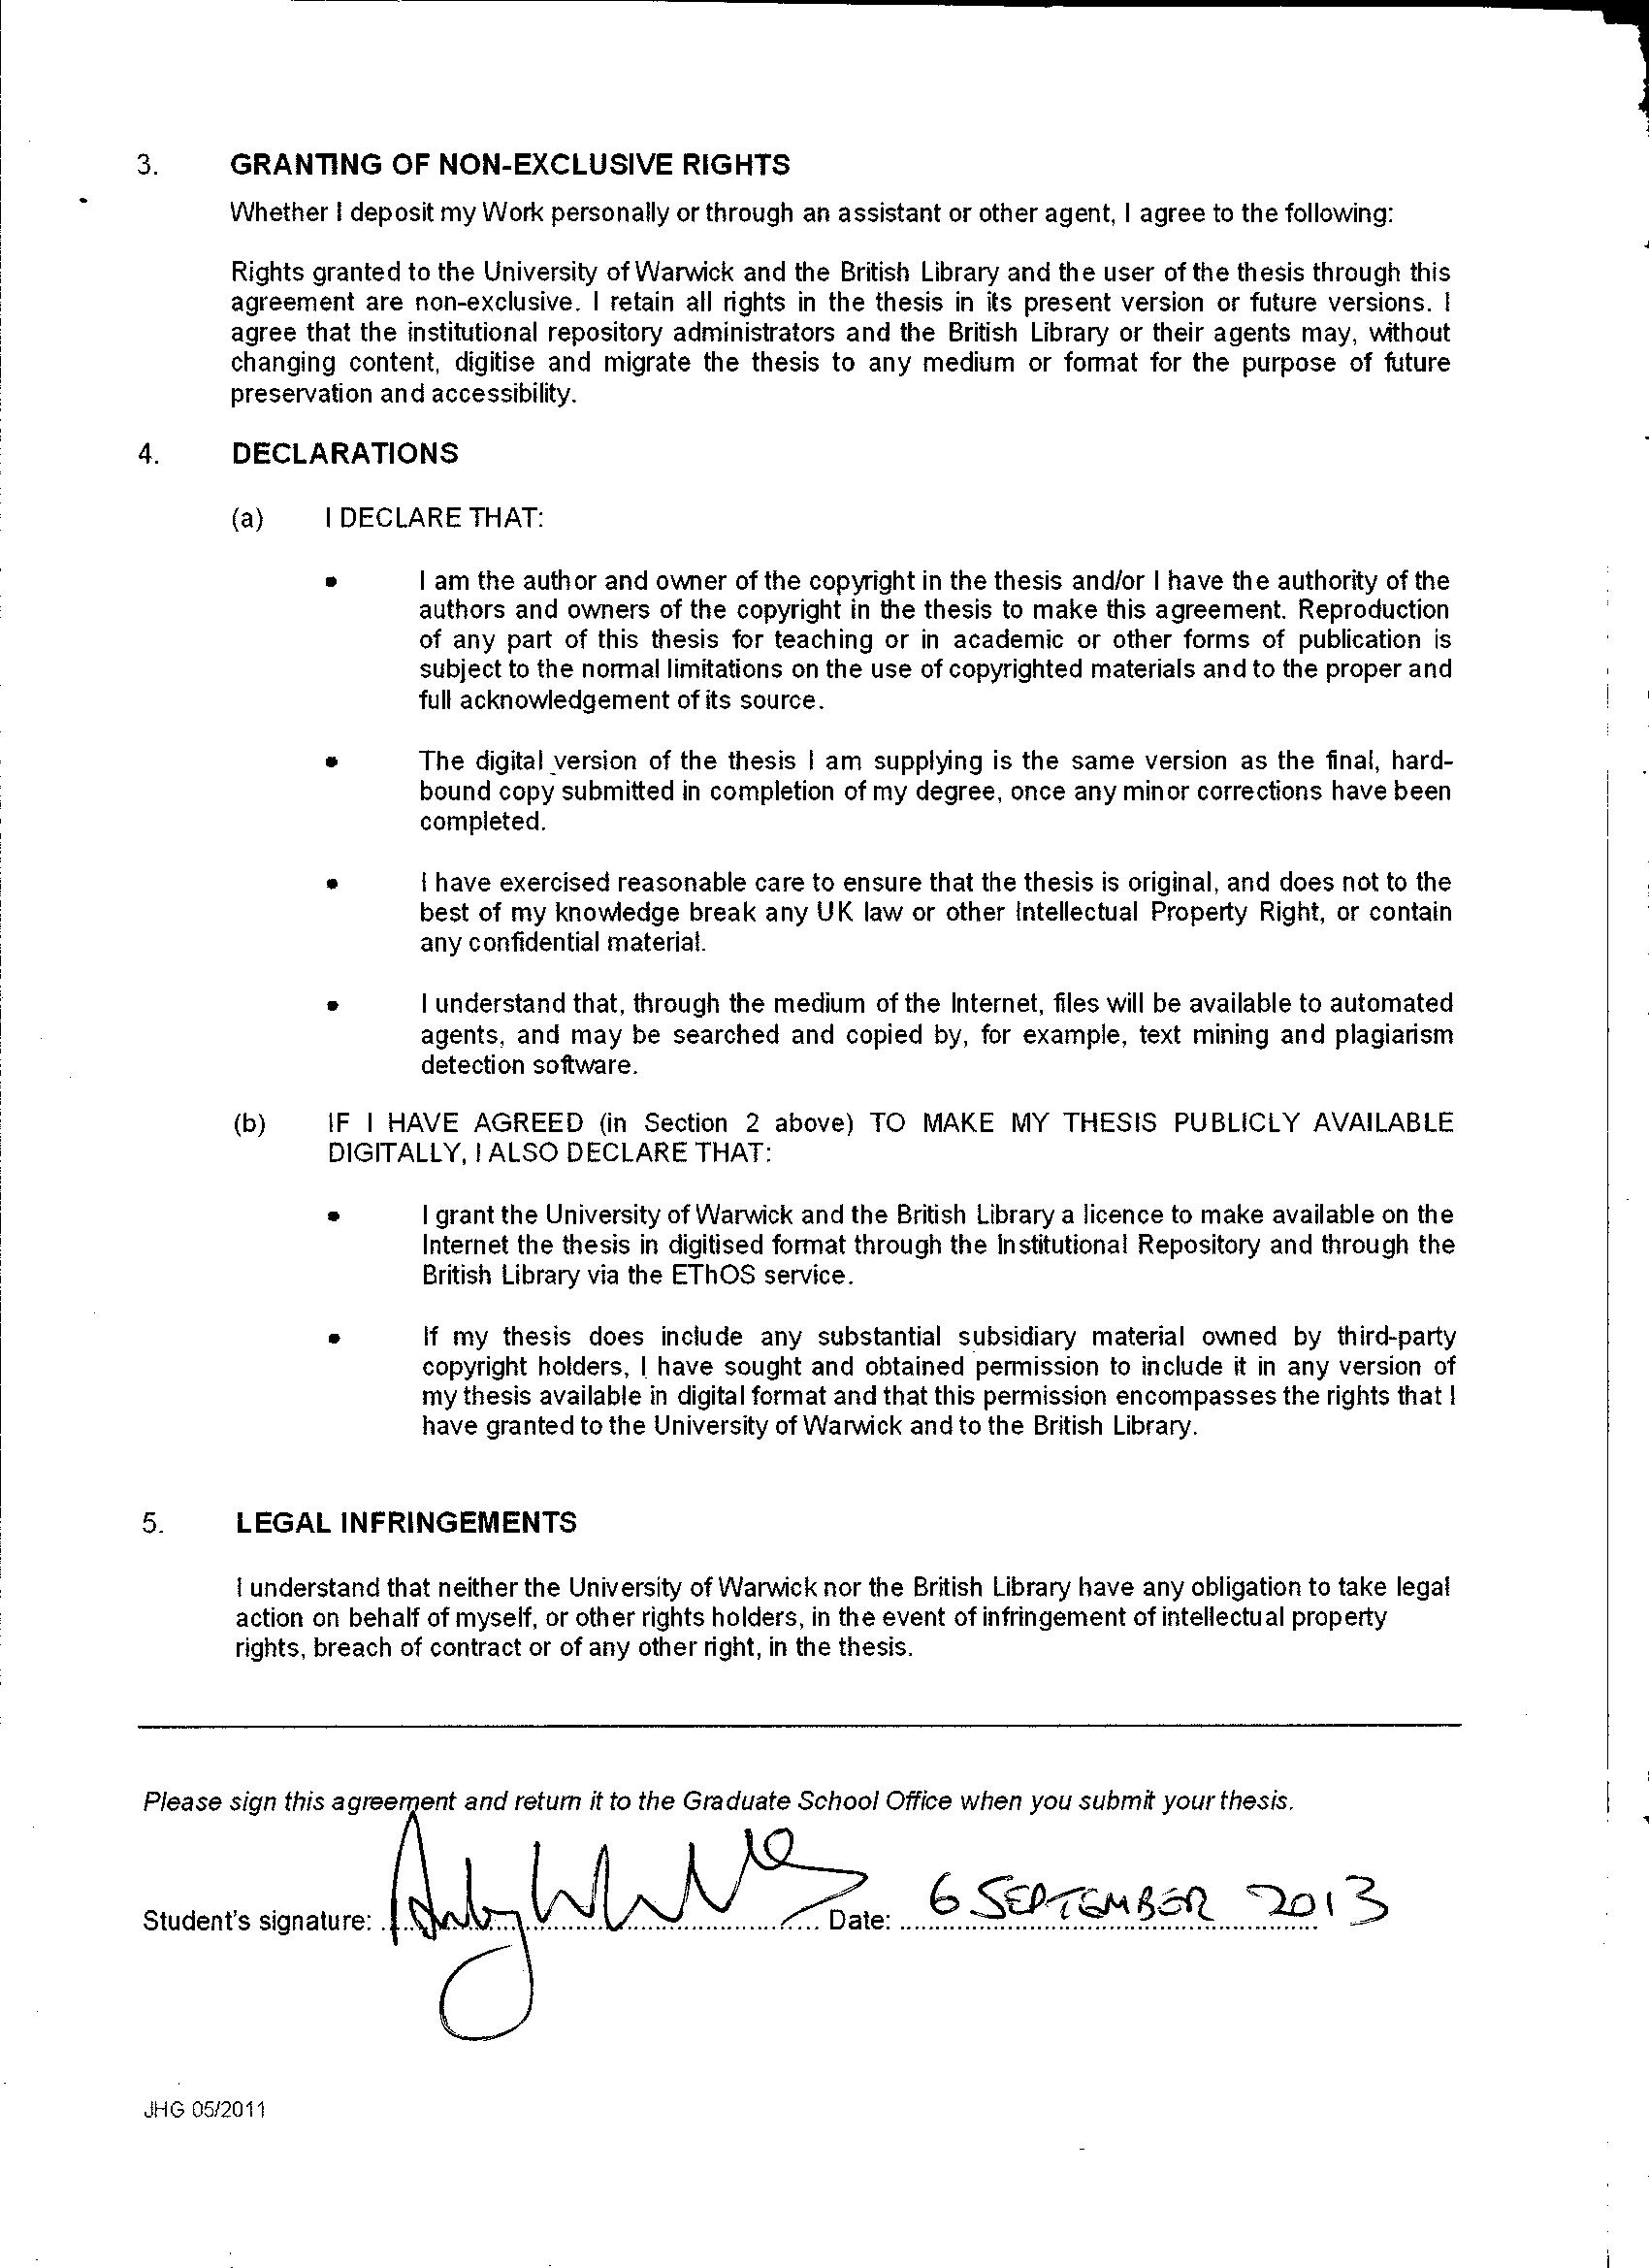 3. GRANTING OF NON-EXCLUSIVE RIGHTS
Whether I deposit my Work personally or through an assistant or other agent, I agree to the following:
Rights granted to the University of Warwick and the British Library and the user of the thesis through this
agreement are non-exclusive. I retain all rights in the thesis in its present version or future versions. I
agree that the institutional repository administrators and the British Library or their agents may, without
changing content, digitise and migrate the thesis to any medium or format for the purpose of future
preservation and accessibility.
4. DECLARATIONS
(a) I DECLARE THAT:
• I am the author and owner of the copyright in the thesis and/or I have the authority of the
authors and owners of the copyright in the thesis to make this agreement. Reproduction
of any part of this thesis for teaching or in academic or other forms of publication is
subject to the normal limitations on the use of copyrighted materials and to the proper and
full acknowledgement of its source.
• The digital version of the thesis I am supplying is the same version as the final, hard-
bound copy submitted in completion of my degree, once any minor corrections have been
completed.
• I have exercised reasonable care to ensure that the thesis is original, and does not to the
best of my knowledge break any UK law or other Intellectual Property Right, or contain
any confidential material.
• I understand that, through the medium of the Internet, files will be available to automated
agents, and may be searched and copied by, for example, text mining and plagiarism
detection software.
(b) IF I HAVE AGREED (in Section 2 above) TO MAKE MY THESIS PUBLICLY AVAILABLE
DIGITALLY, I ALSO DECLARE THAT:
• I grant the University of Warwick and the British Library a licence to make available on the
Internet the thesis in digitised format through the Institutional Repository and through the
British Library via the EThOS service.
• If my thesis does include any substantial subsidiary material owned by third-party
copyright holders, I have sought and obtained permission to include it in any version of
my thesis available in digital format and that this permission encompasses the rights that I
have granted to the University of Warwick and to the British Library.
5. LEGAL INFRINGEMENTS
I understand that neither the University of Warwick nor the British Library have any obligation to take legal
action on behalf of myself, or other rights holders, in the event of infringement of intellectual property
rights, breach of contract or of any other right, in the thesis.
Please sign this agreement and return it to the Graduate School Office when you submit your thesis.
Student's signature: Date: 6 SEPTEMBER 2013
JHG 05/2011